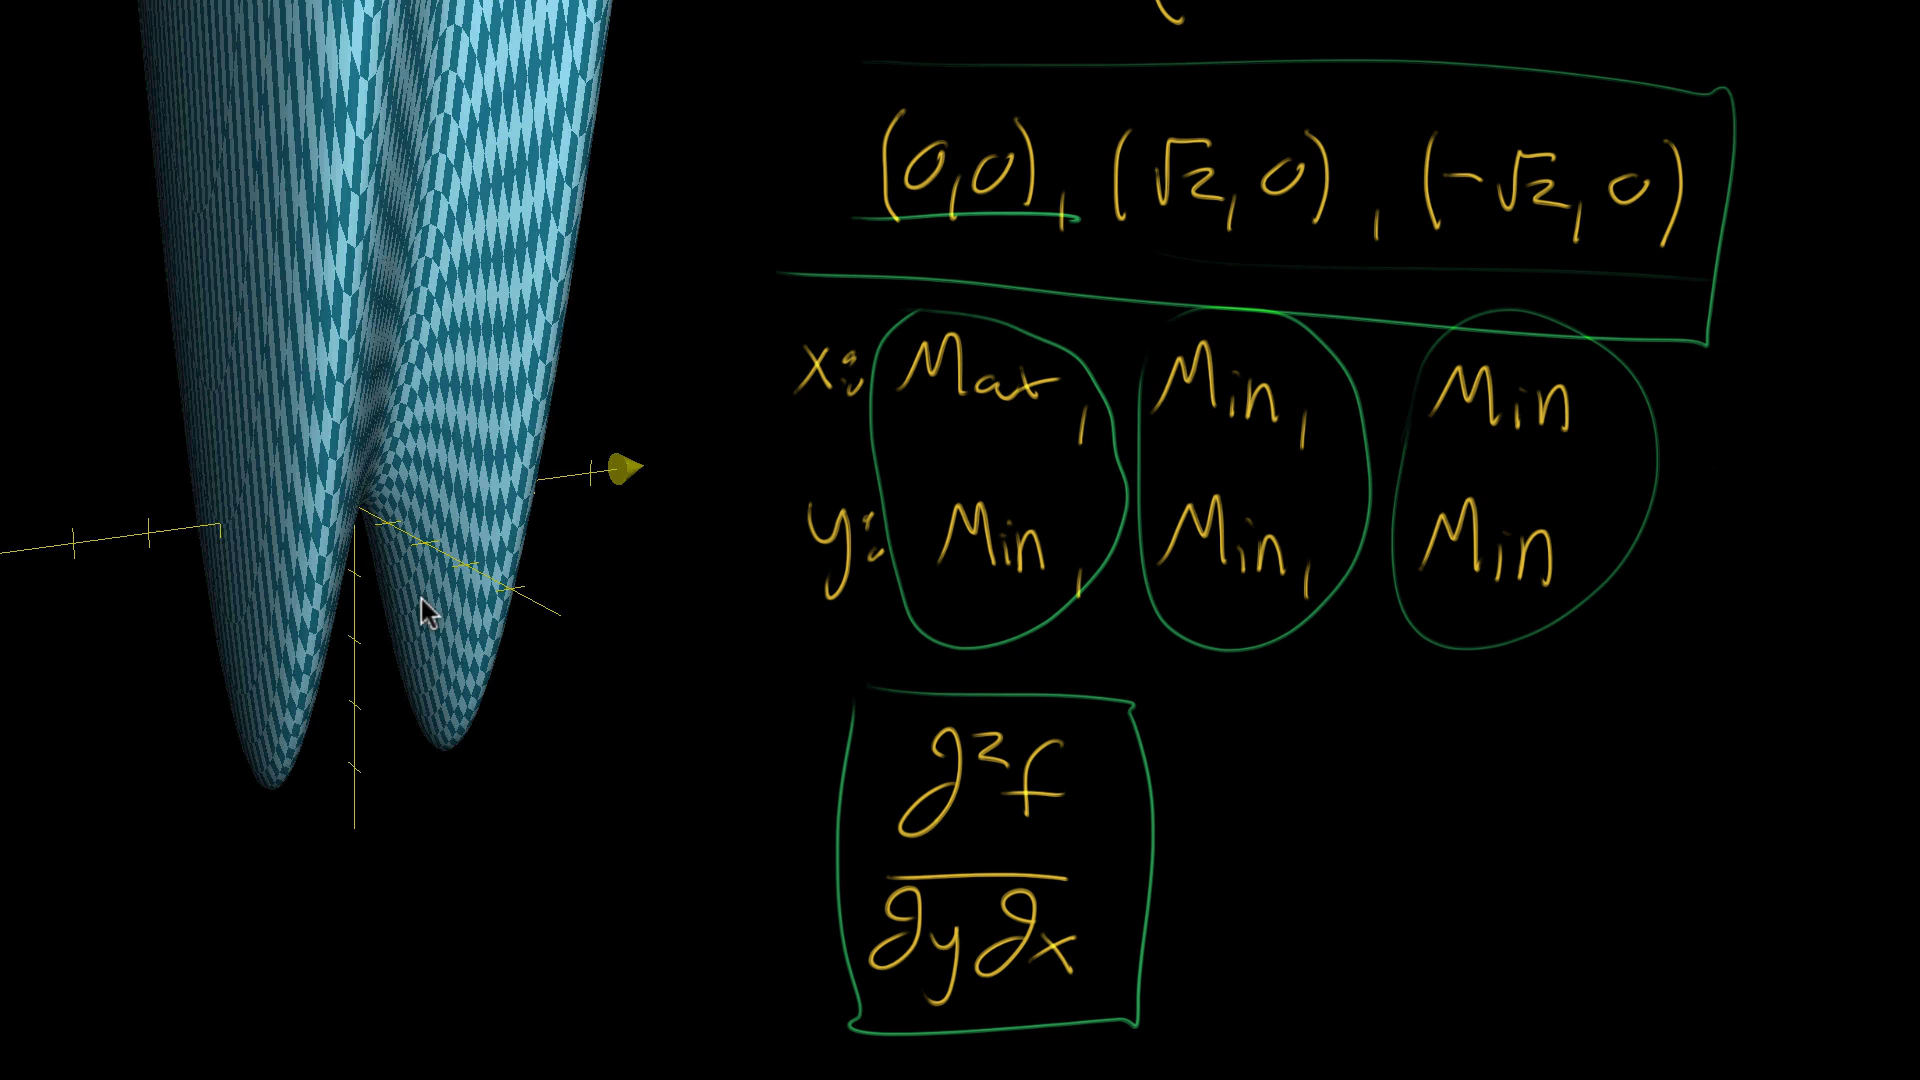 (0,0), (√2, 0), (-√2, 0)
x: Max, Min, Min
y: Min, Min, Min
∂²f
∂y∂x